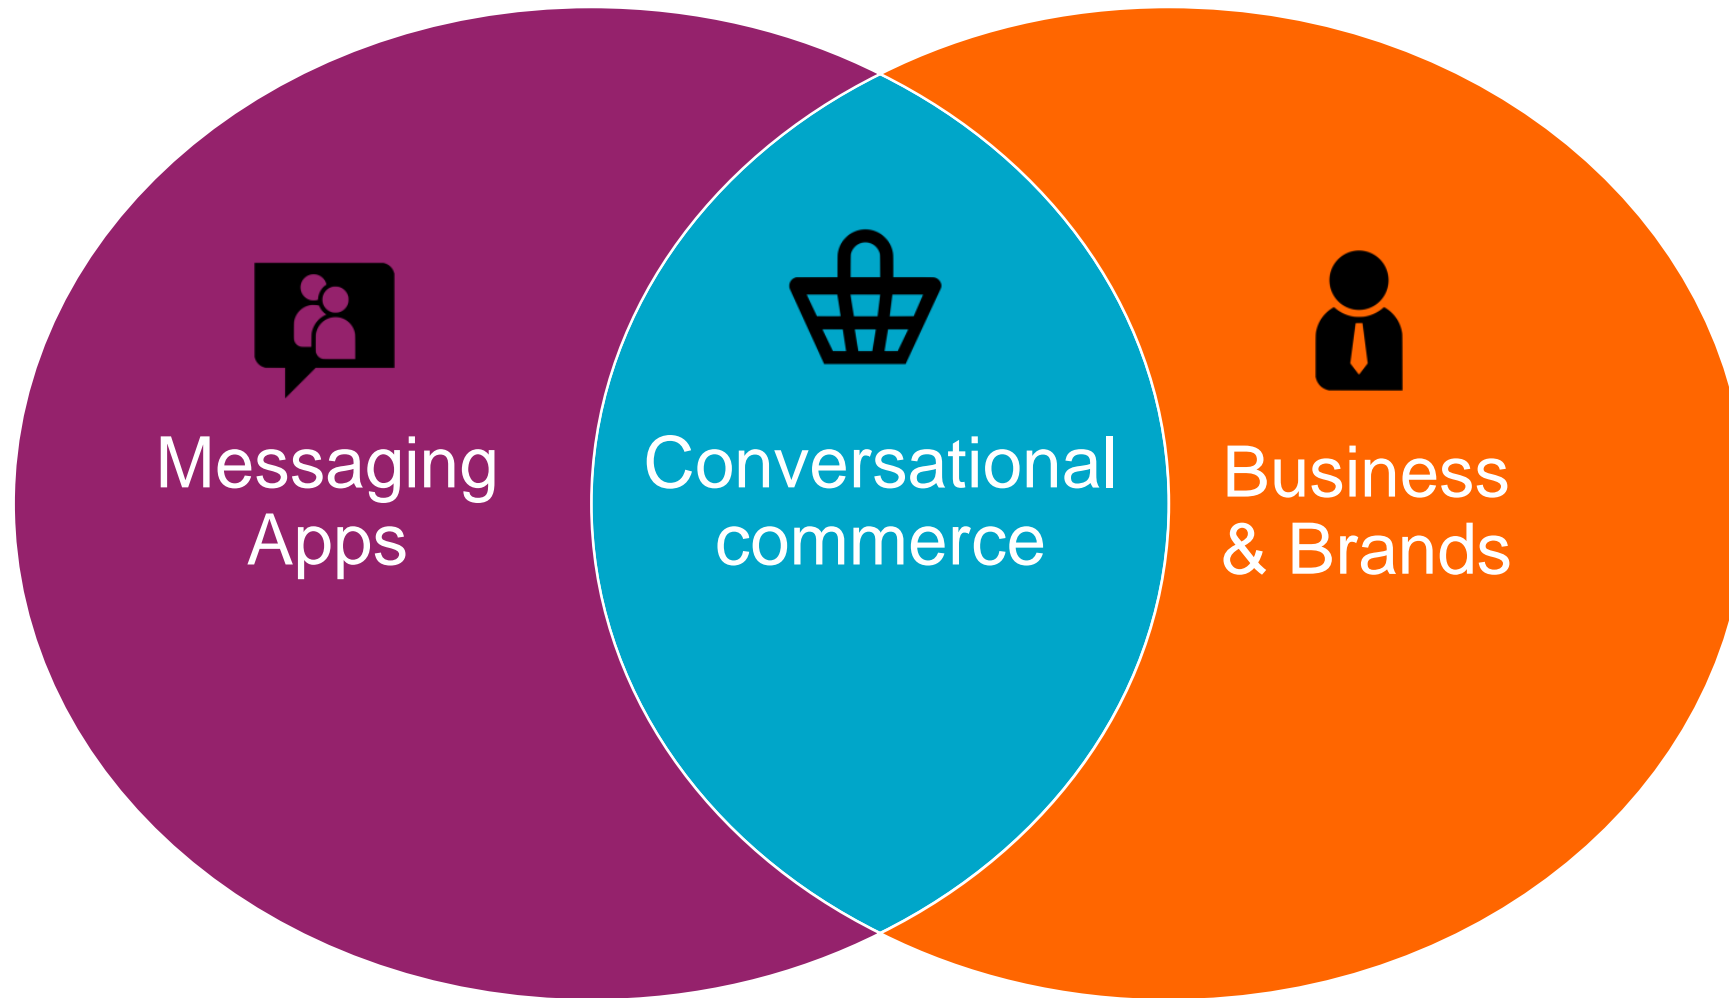 Messaging
Apps
Conversational
commerce
Business
& Brands